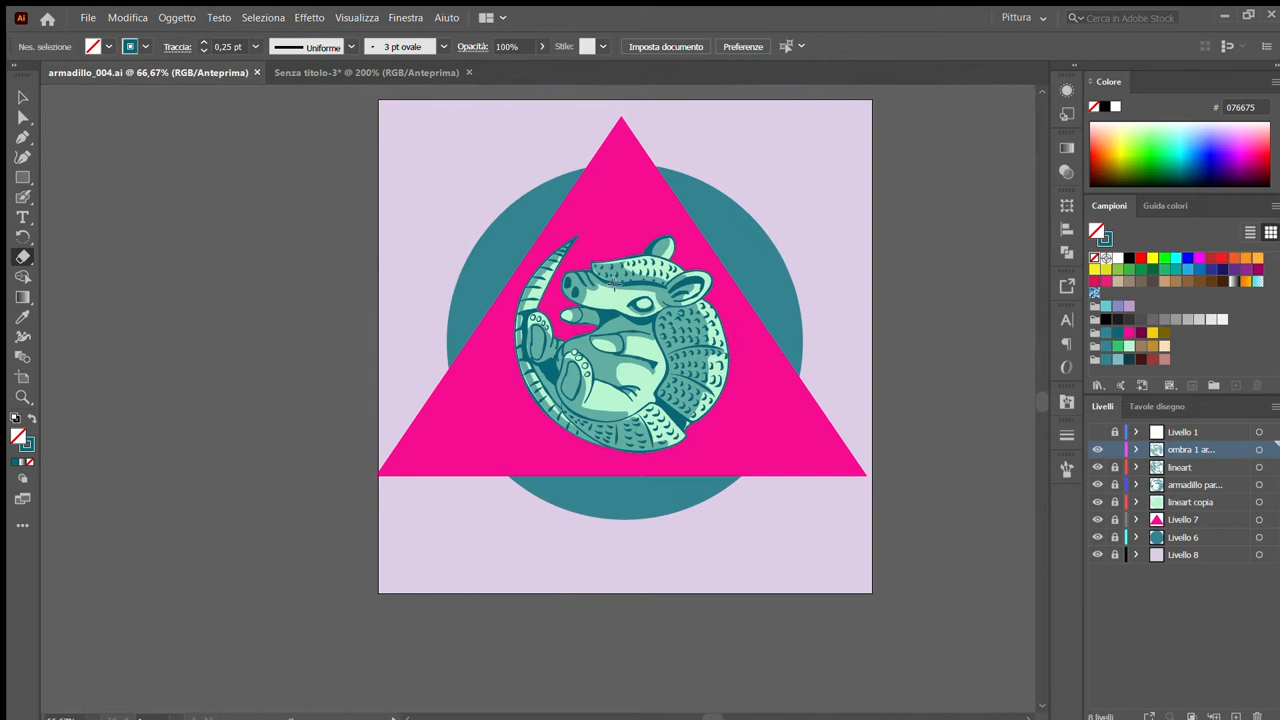 Ai File Modifica Oggetto Testo Seleziona Effetto Visualizza Finestra Aiuto Pittura Cerca in Adobe Stock
Nes. selezione Traccia: 0,25 pt Uniforme 3 pt ovale Opacità: 100% Stile: Imposta documento Preferenze
armadillo_004.ai @ 66,67% (RGB/Anteprima) × Senza titolo-3* @ 200% (RGB/Anteprima) ×
Colore
# 076675
Campioni Guida colori
Livelli Tavole disegno
Livello 1
ombra 1 ar...
lineart
armadillo par...
lineart copia
Livello 7
Livello 6
Livello 8
8 livelli